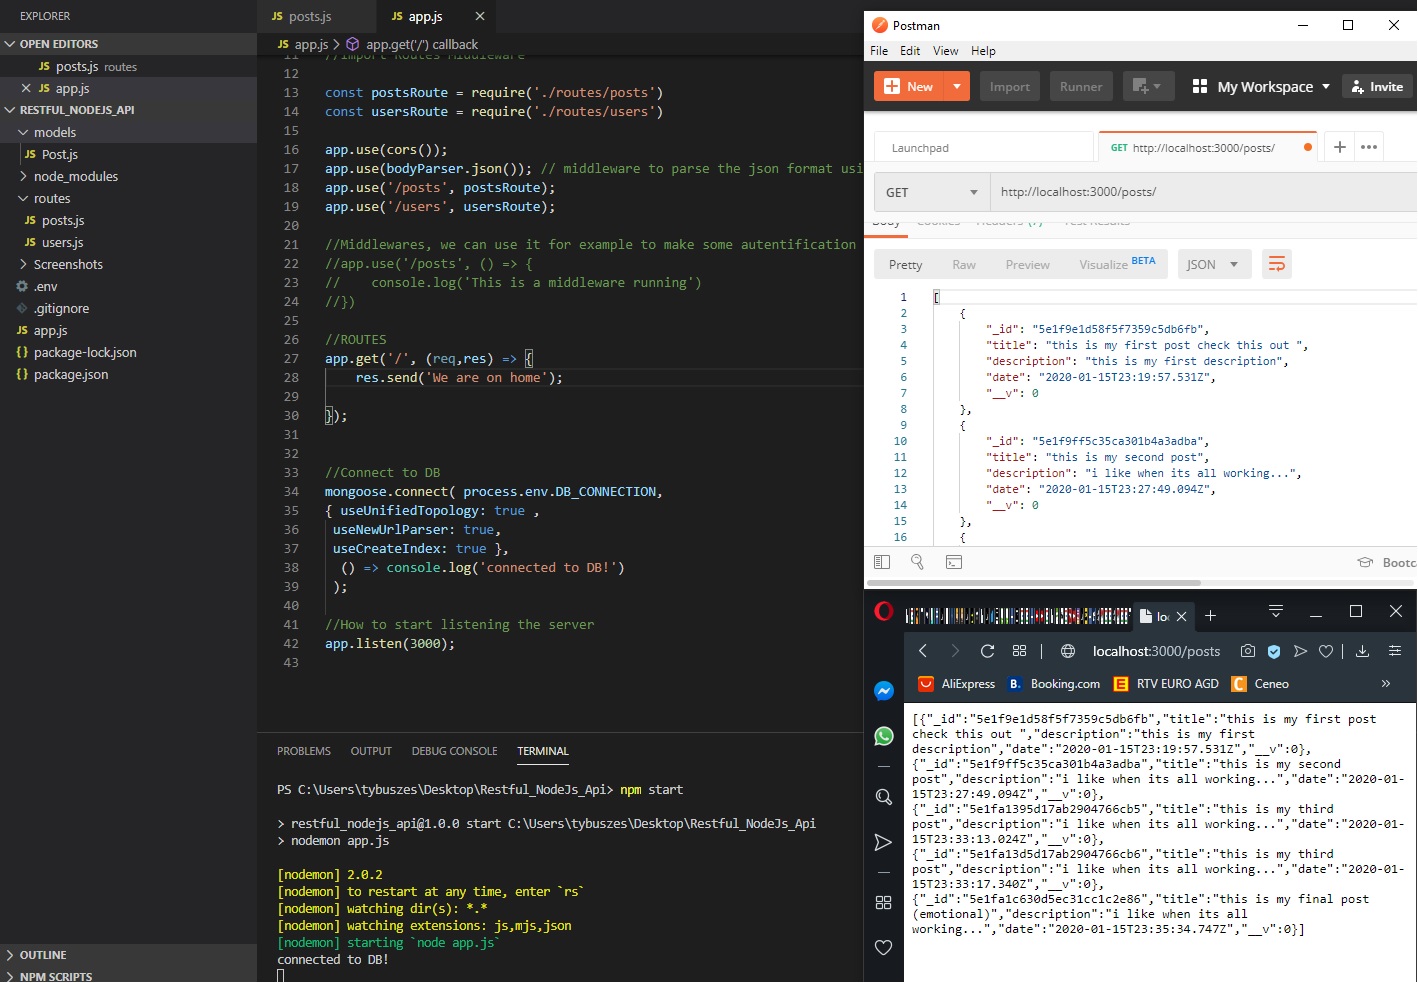 EXPLORER
OPEN EDITORS
JS posts.js routes
JS app.js
RESTFUL_NODEJS_API
models
JS Post.js
node_modules
routes
JS posts.js
JS users.js
Screenshots
.env
.gitignore
JS app.js
{} package-lock.json
{} package.json
OUTLINE
NPM SCRIPTS
JS posts.js
JS app.js
JS app.js > app.get('/') callback
11 //Import Routes Middleware
12
13 const postsRoute = require('./routes/posts')
14 const usersRoute = require('./routes/users')
15
16 app.use(cors());
17 app.use(bodyParser.json()); // middleware to parse the json format usi
18 app.use('/posts', postsRoute);
19 app.use('/users', usersRoute);
20
21 //Middlewares, we can use it for example to make some autentification
22 //app.use('/posts', () => {
23 //    console.log('This is a middleware running')
24 //})
25
26 //ROUTES
27 app.get('/', (req,res) => {
28     res.send('We are on home');
29
30 });
31
32
33 //Connect to DB
34 mongoose.connect( process.env.DB_CONNECTION,
35 { useUnifiedTopology: true ,
36  useNewUrlParser: true,
37  useCreateIndex: true },
38   () => console.log('connected to DB!')
39  );
40
41 //How to start listening the server
42 app.listen(3000);
43
PROBLEMS OUTPUT DEBUG CONSOLE TERMINAL
PS C:\Users\tybuszes\Desktop\Restful_NodeJs_Api> npm start
> restful_nodejs_api@1.0.0 start C:\Users\tybuszes\Desktop\Restful_NodeJs_Api
> nodemon app.js
[nodemon] 2.0.2
[nodemon] to restart at any time, enter `rs`
[nodemon] watching dir(s): *.*
[nodemon] watching extensions: js,mjs,json
[nodemon] starting `node app.js`
connected to DB!
Postman
File Edit View Help
New Import Runner My Workspace Invite
Launchpad
GET http://localhost:3000/posts/
GET http://localhost:3000/posts/
Body Cookies Headers (7) Test Results
Pretty Raw Preview Visualize BETA JSON
1 [
2     {
3         "_id": "5e1f9e1d58f5f7359c5db6fb",
4         "title": "this is my first post check this out ",
5         "description": "this is my first description",
6         "date": "2020-01-15T23:19:57.531Z",
7         "__v": 0
8     },
9     {
10         "_id": "5e1f9ff5c35ca301b4a3adba",
11         "title": "this is my second post",
12         "description": "i like when its all working...",
13         "date": "2020-01-15T23:27:49.094Z",
14         "__v": 0
15     },
16     {
Bootc
loc
localhost:3000/posts
AliExpress B. Booking.com E RTV EURO AGD C Ceneo »
[{"_id":"5e1f9e1d58f5f7359c5db6fb","title":"this is my first post
check this out ","description":"this is my first
description","date":"2020-01-15T23:19:57.531Z","__v":0},
{"_id":"5e1f9ff5c35ca301b4a3adba","title":"this is my second
post","description":"i like when its all working...","date":"2020-01-
15T23:27:49.094Z","__v":0},
{"_id":"5e1fa1395d17ab2904766cb5","title":"this is my third
post","description":"i like when its all working...","date":"2020-01-
15T23:33:13.024Z","__v":0},
{"_id":"5e1fa13d5d17ab2904766cb6","title":"this is my third
post","description":"i like when its all working...","date":"2020-01-
15T23:33:17.340Z","__v":0},
{"_id":"5e1fa1c630d5ec31cc1c2e86","title":"this is my final post
(emotional)","description":"i like when its all
working...","date":"2020-01-15T23:35:34.747Z","__v":0}]